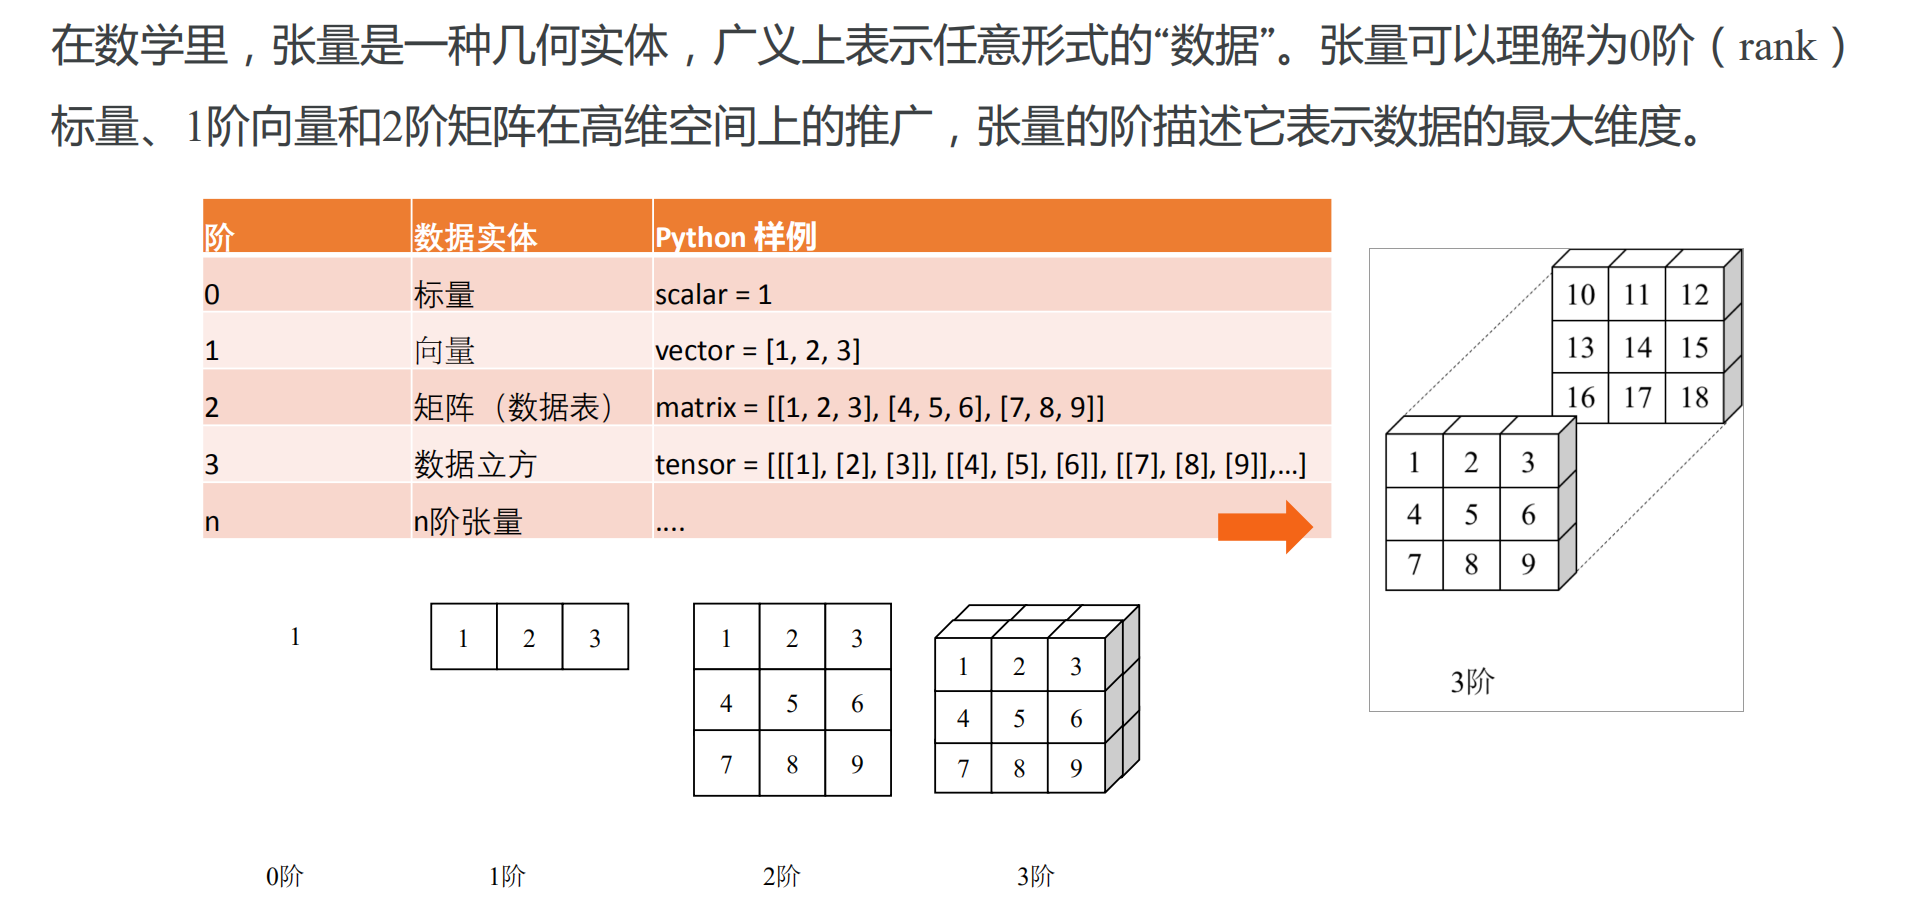 在数学里，张量是一种几何实体，广义上表示任意形式的“数据”。张量可以理解为0阶（rank）
标量、1阶向量和2阶矩阵在高维空间上的推广，张量的阶描述它表示数据的最大维度。
阶 数据实体 Python 样例
0 标量 scalar = 1
1 向量 vector = [1, 2, 3]
2 矩阵（数据表） matrix = [[1, 2, 3], [4, 5, 6], [7, 8, 9]]
3 数据立方 tensor = [[[1], [2], [3]], [[4], [5], [6]], [[7], [8], [9]],...]
n n阶张量 ....
10 11 12
13 14 15
16 17 18
1 2 3
4 5 6
7 8 9
3阶
1
1 2 3
1 2 3
4 5 6
7 8 9
1 2 3
4 5 6
7 8 9
0阶 1阶 2阶 3阶